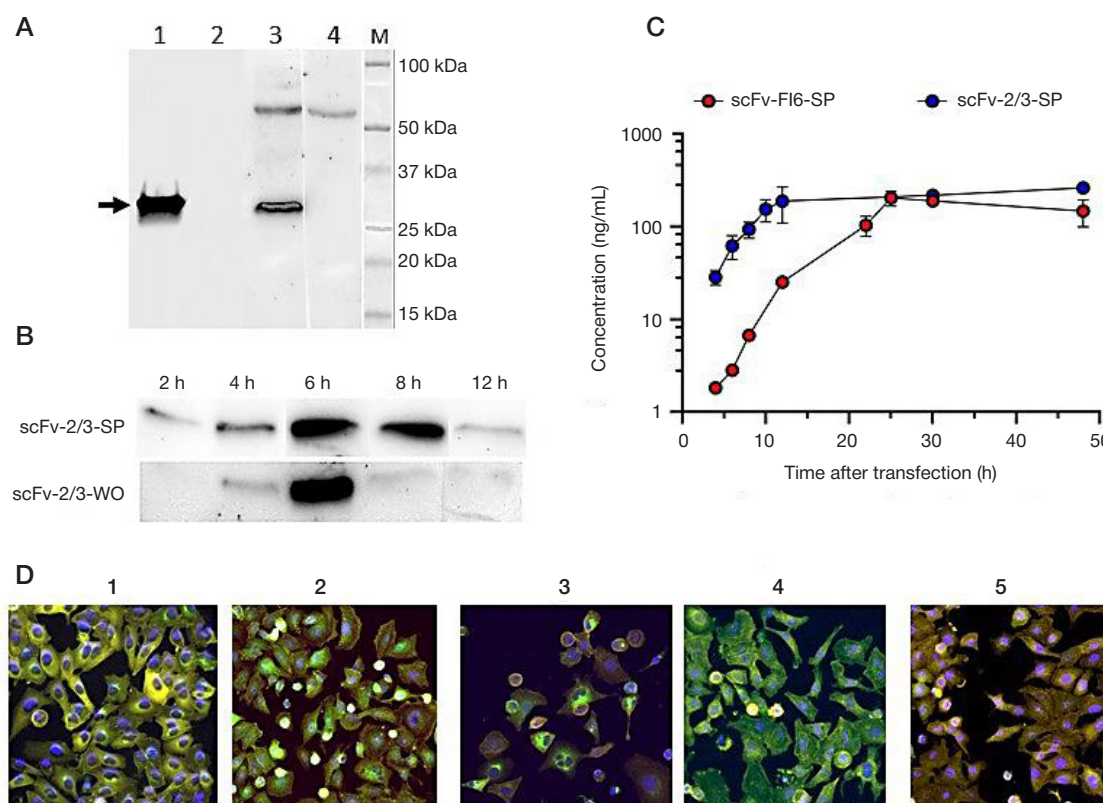 A
1 2 3 4 M
100 kDa
50 kDa
37 kDa
25 kDa
20 kDa
15 kDa
B
2 h 4 h 6 h 8 h 12 h
scFv-2/3-SP
scFv-2/3-WO
C
scFv-FI6-SP scFv-2/3-SP
1000
100
10
1
Concentration (ng/mL)
0 10 20 30 40 50
Time after transfection (h)
D
1 2 3 4 5